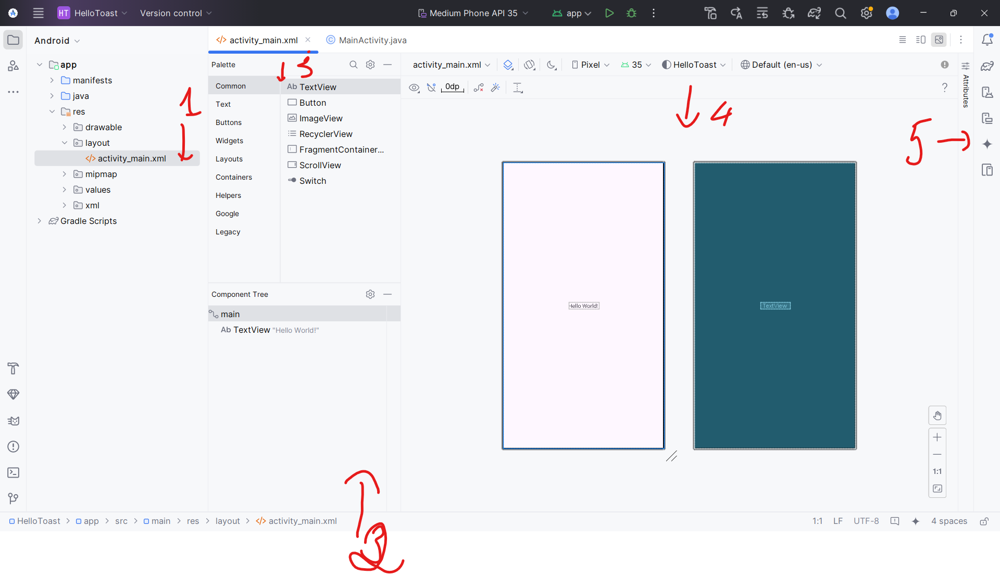 HT HelloToast Version control Medium Phone API 35 app
Android activity_main.xml MainActivity.java
app
manifests
java
res
drawable
layout
activity_main.xml
mipmap
values
xml
Gradle Scripts
1
Palette
3
Common
Text
Buttons
Widgets
Layouts
Containers
Helpers
Google
Legacy
Ab TextView
Button
ImageView
RecyclerView
FragmentContainer...
ScrollView
Switch
Component Tree
main
Ab TextView "Hello World!"
activity_main.xml Pixel 35 HelloToast Default (en-us)
0dp ?
4
5
Attributes
Hello World!
TextView
1:1
2
HelloToast > app > src > main > res > layout > activity_main.xml
1:1 LF UTF-8 4 spaces